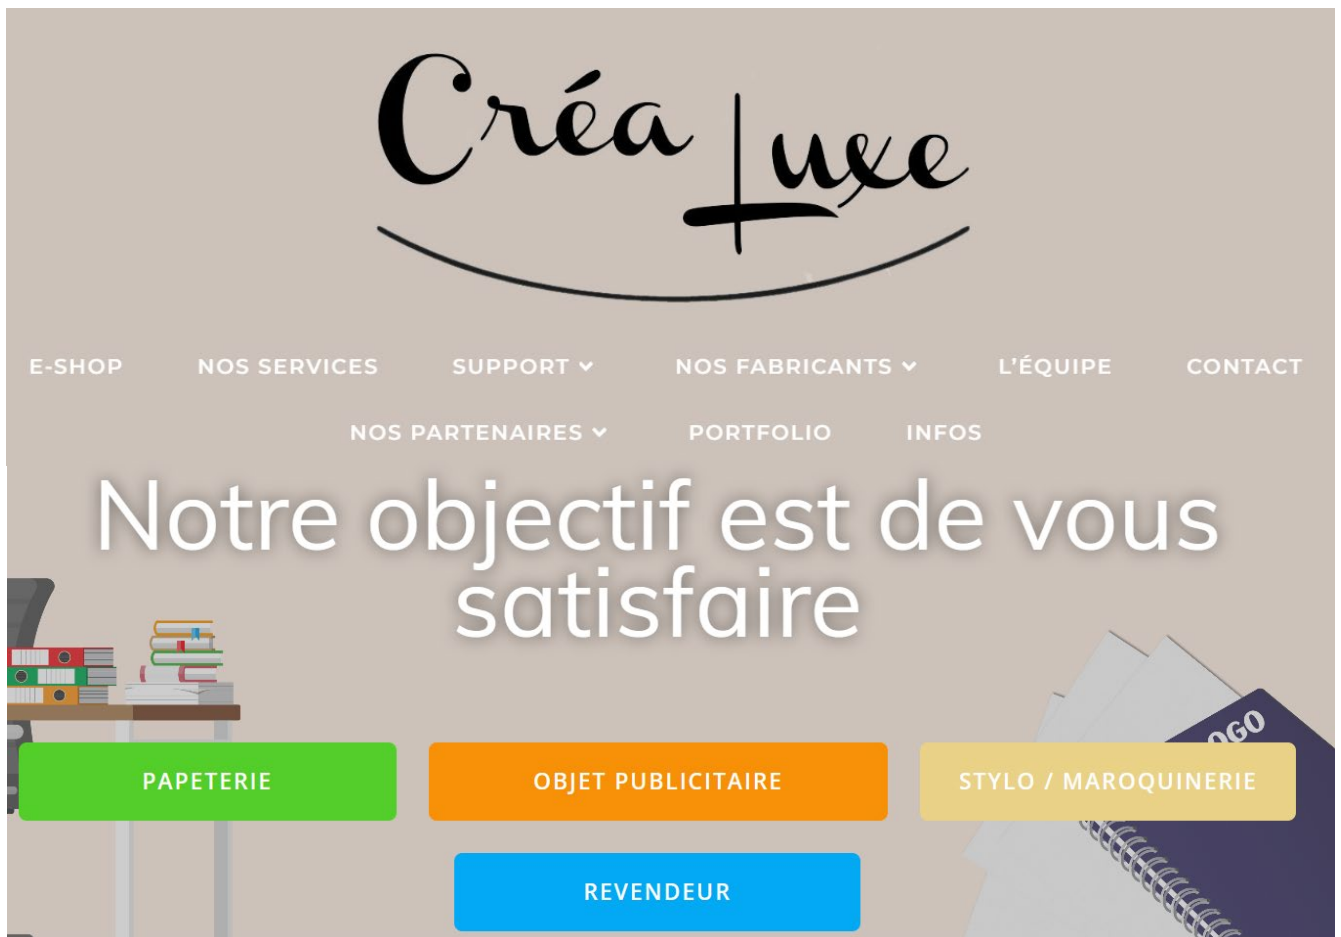 Créa Luxe
E-SHOP NOS SERVICES SUPPORT NOS FABRICANTS L'ÉQUIPE CONTACT
NOS PARTENAIRES PORTFOLIO INFOS
Notre objectif est de vous
satisfaire
PAPETERIE OBJET PUBLICITAIRE STYLO / MAROQUINERIE
REVENDEUR